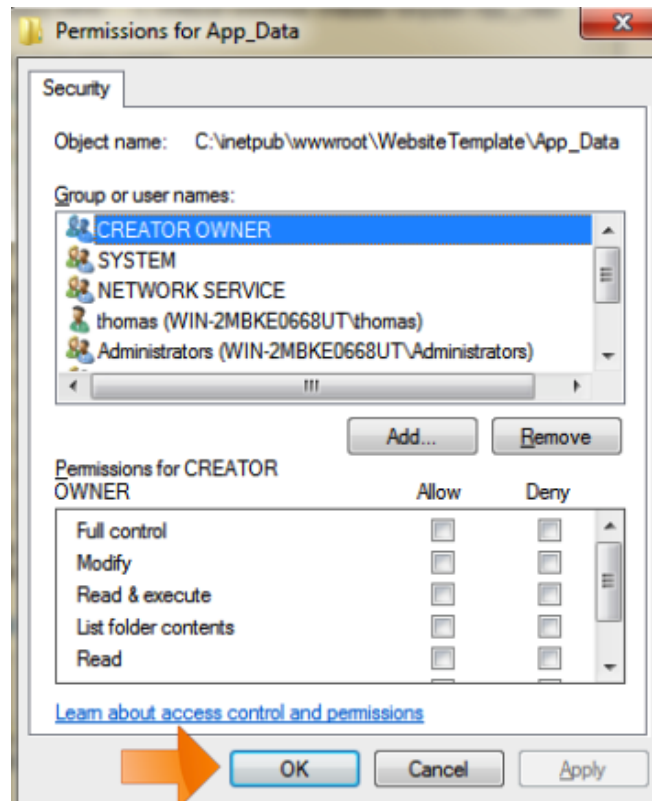 Permissions for App_Data
Security
Object name: C:\inetpub\wwwroot\WebsiteTemplate\App_Data
Group or user names:
CREATOR OWNER
SYSTEM
NETWORK SERVICE
thomas (WIN-2MBKE0668UT\thomas)
Administrators (WIN-2MBKE0668UT\Administrators)
Add... Remove
Permissions for CREATOR
OWNER Allow Deny
Full control
Modify
Read & execute
List folder contents
Read
Learn about access control and permissions
OK Cancel Apply